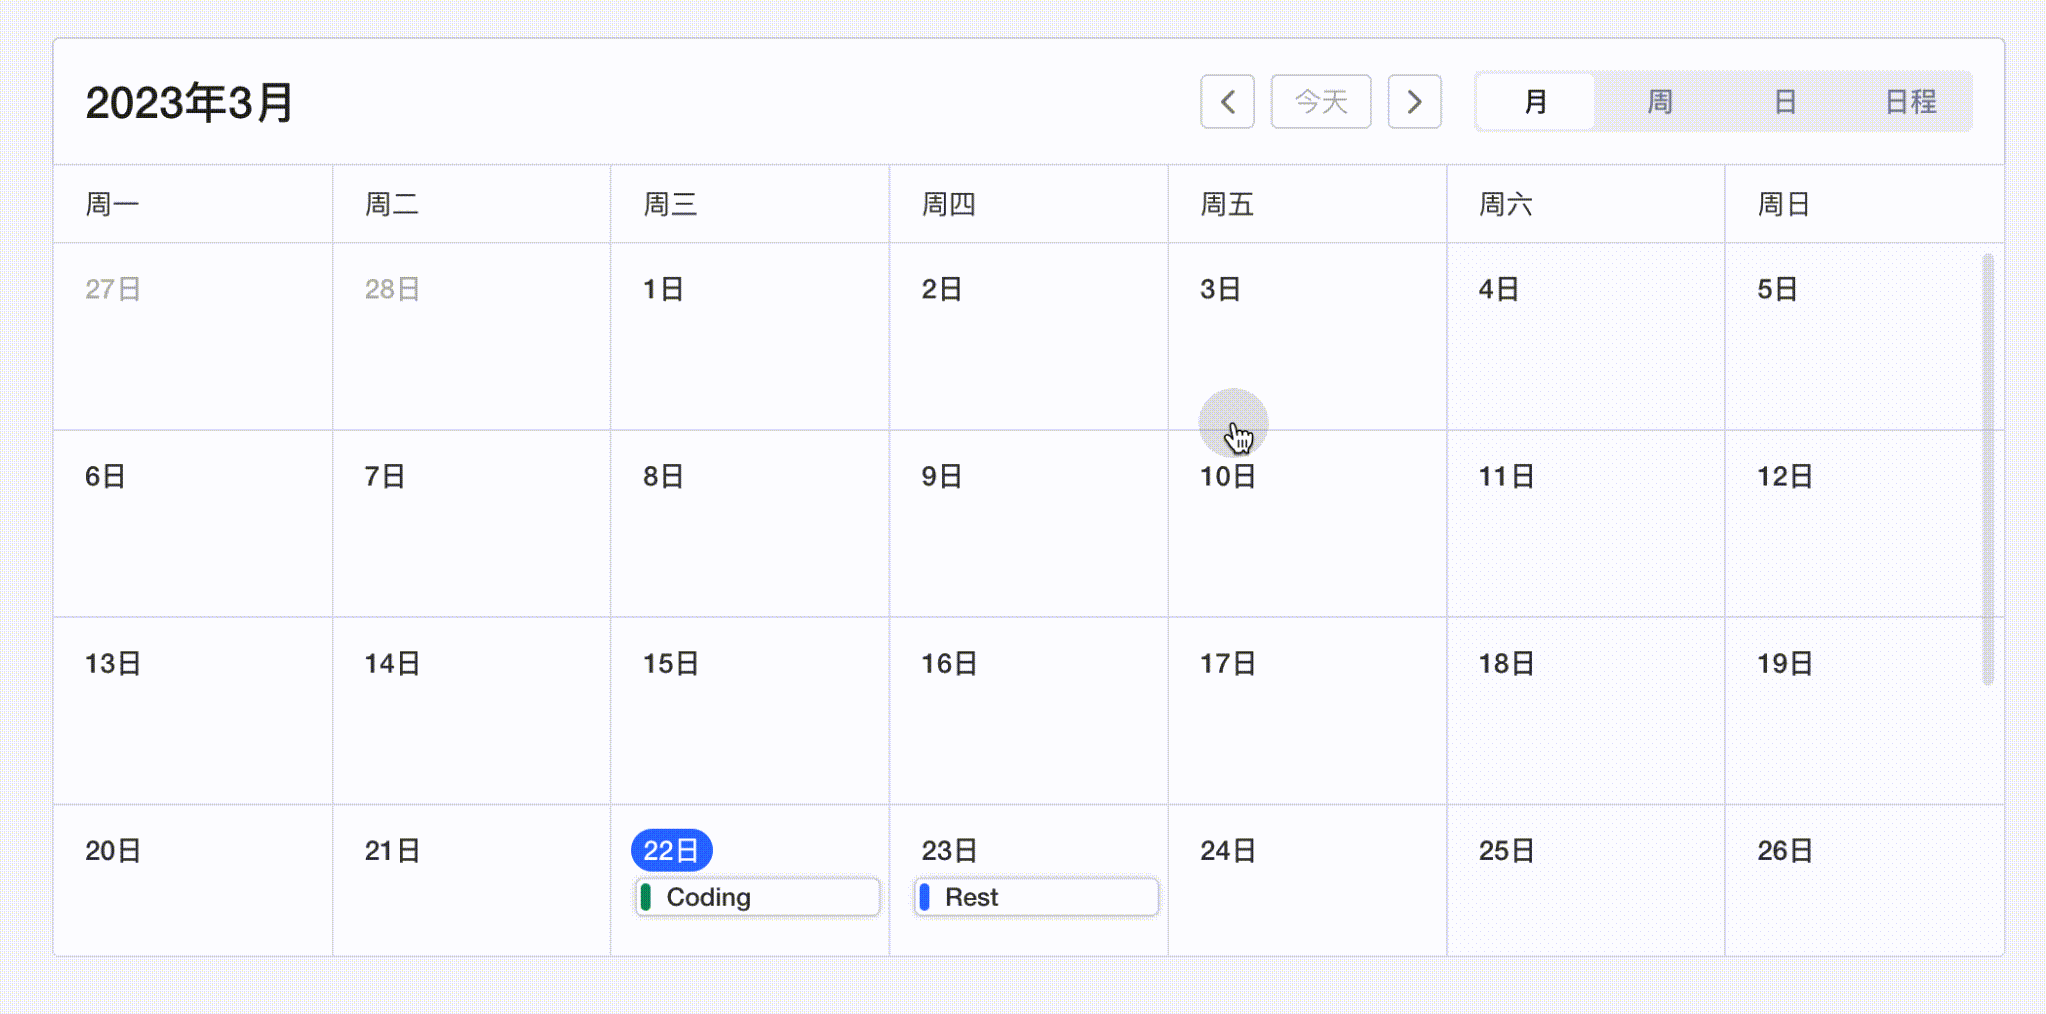 2023年3月 今天 月 周 日 日程
周一 周二 周三 周四 周五 周六 周日
27日 28日 1日 2日 3日 4日 5日
6日 7日 8日 9日 10日 11日 12日
13日 14日 15日 16日 17日 18日 19日
20日 21日 22日 23日 24日 25日 26日
Coding Rest